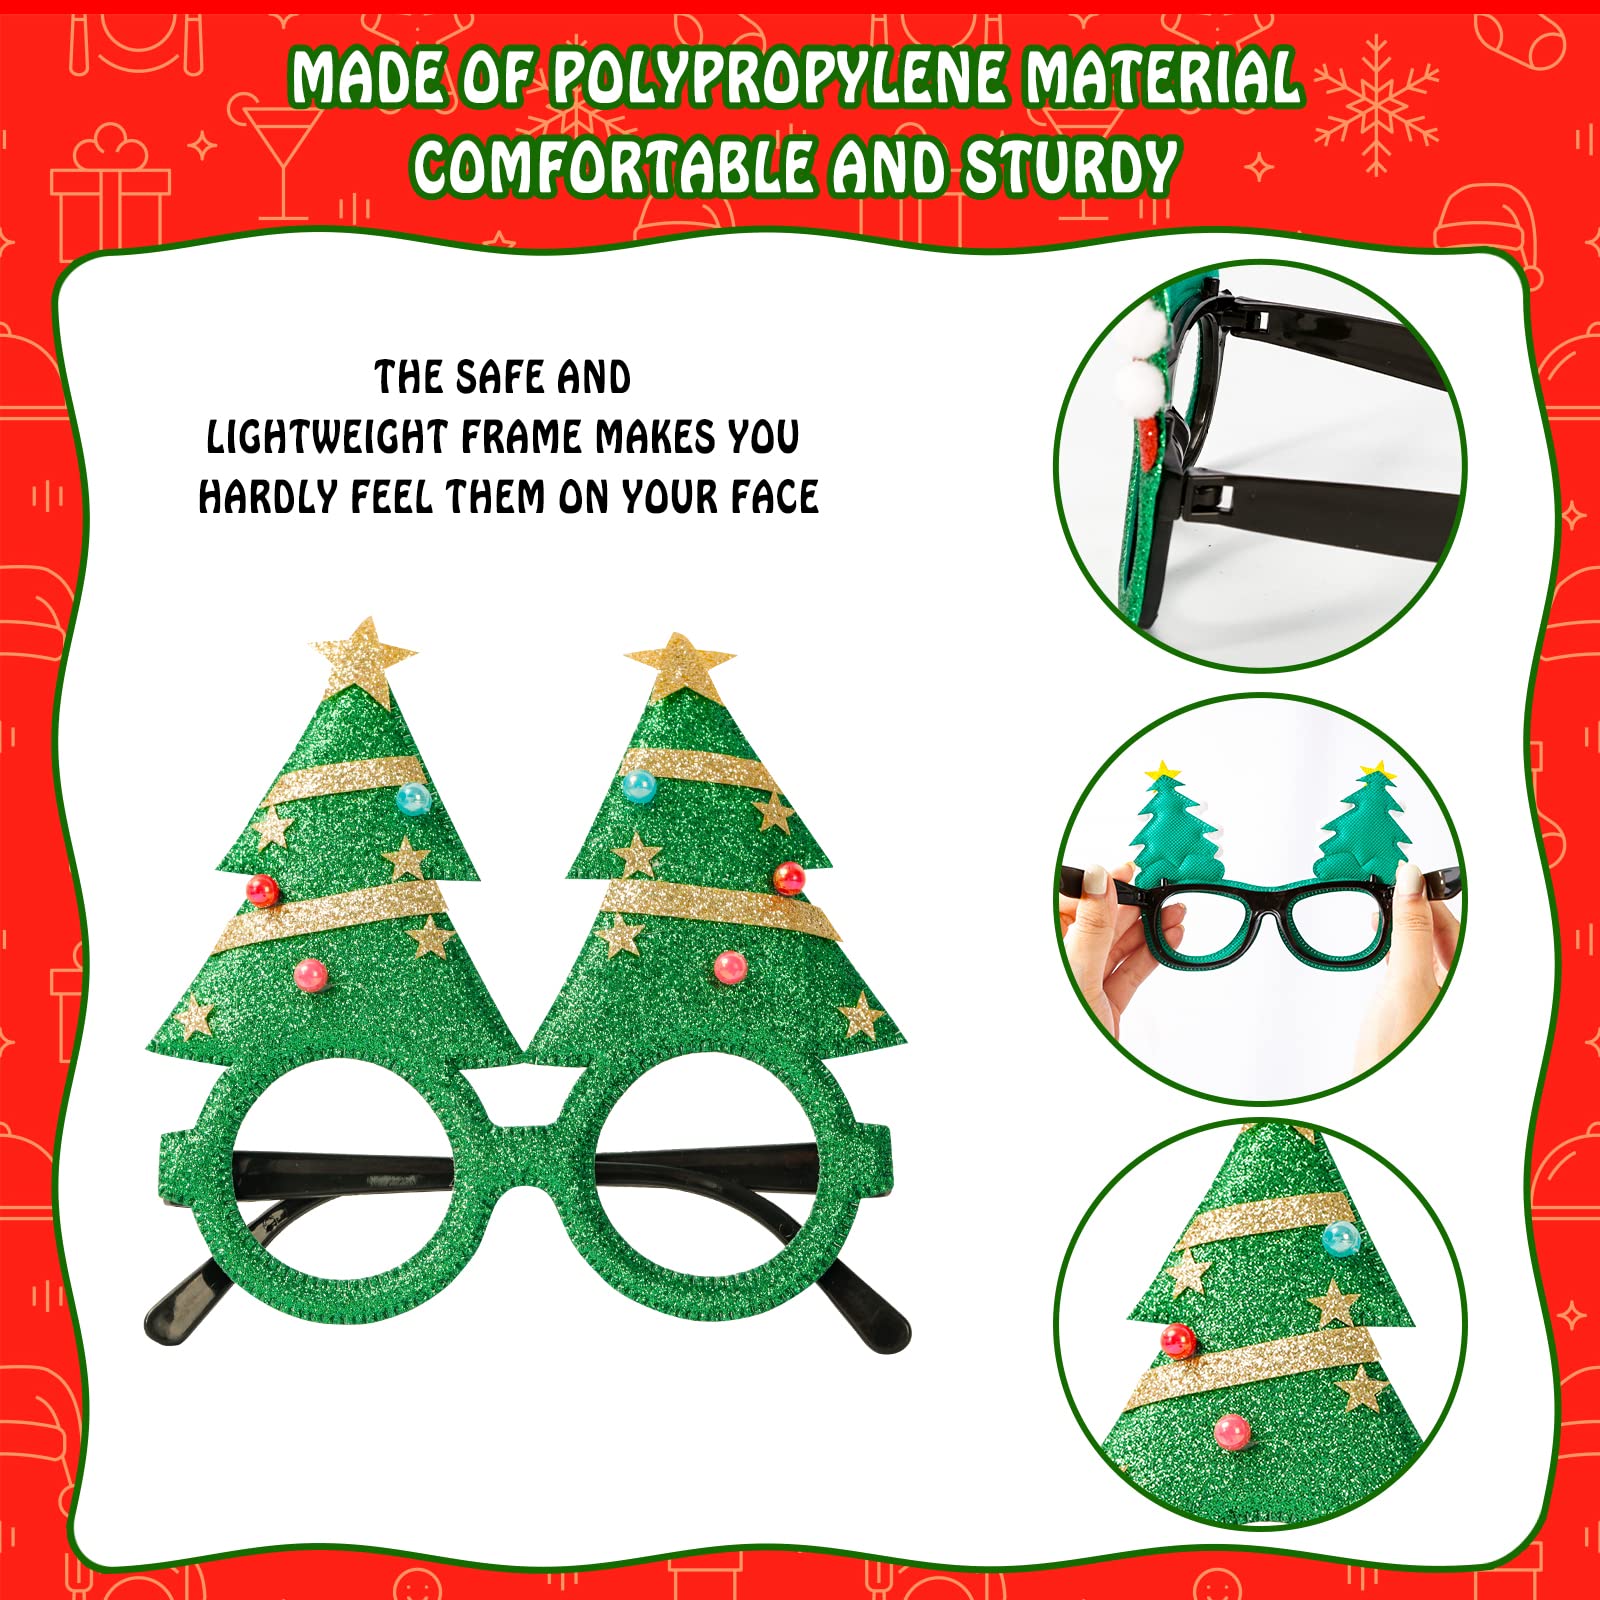 MADE OF POLYPROPYLENE MATERIAL
COMFORTABLE AND STURDY
THE SAFE AND
LIGHTWEIGHT FRAME MAKES YOU
HARDLY FEEL THEM ON YOUR FACE